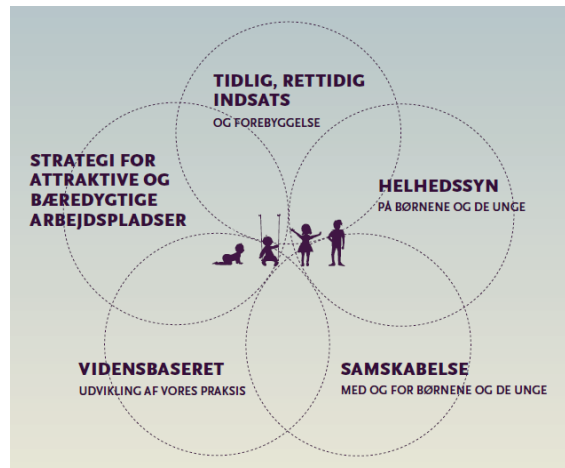 TIDLIG, RETTIDIG
INDSATS
OG FOREBYGGELSE
STRATEGI FOR
ATTRAKTIVE OG
BÆREDYGTIGE
ARBEJDSPLADSER
HELHEDSSYN
PÅ BØRNENE OG DE UNGE
VIDENSBASERET
UDVIKLING AF VORES PRAKSIS
SAMSKABELSE
MED OG FOR BØRNENE OG DE UNGE